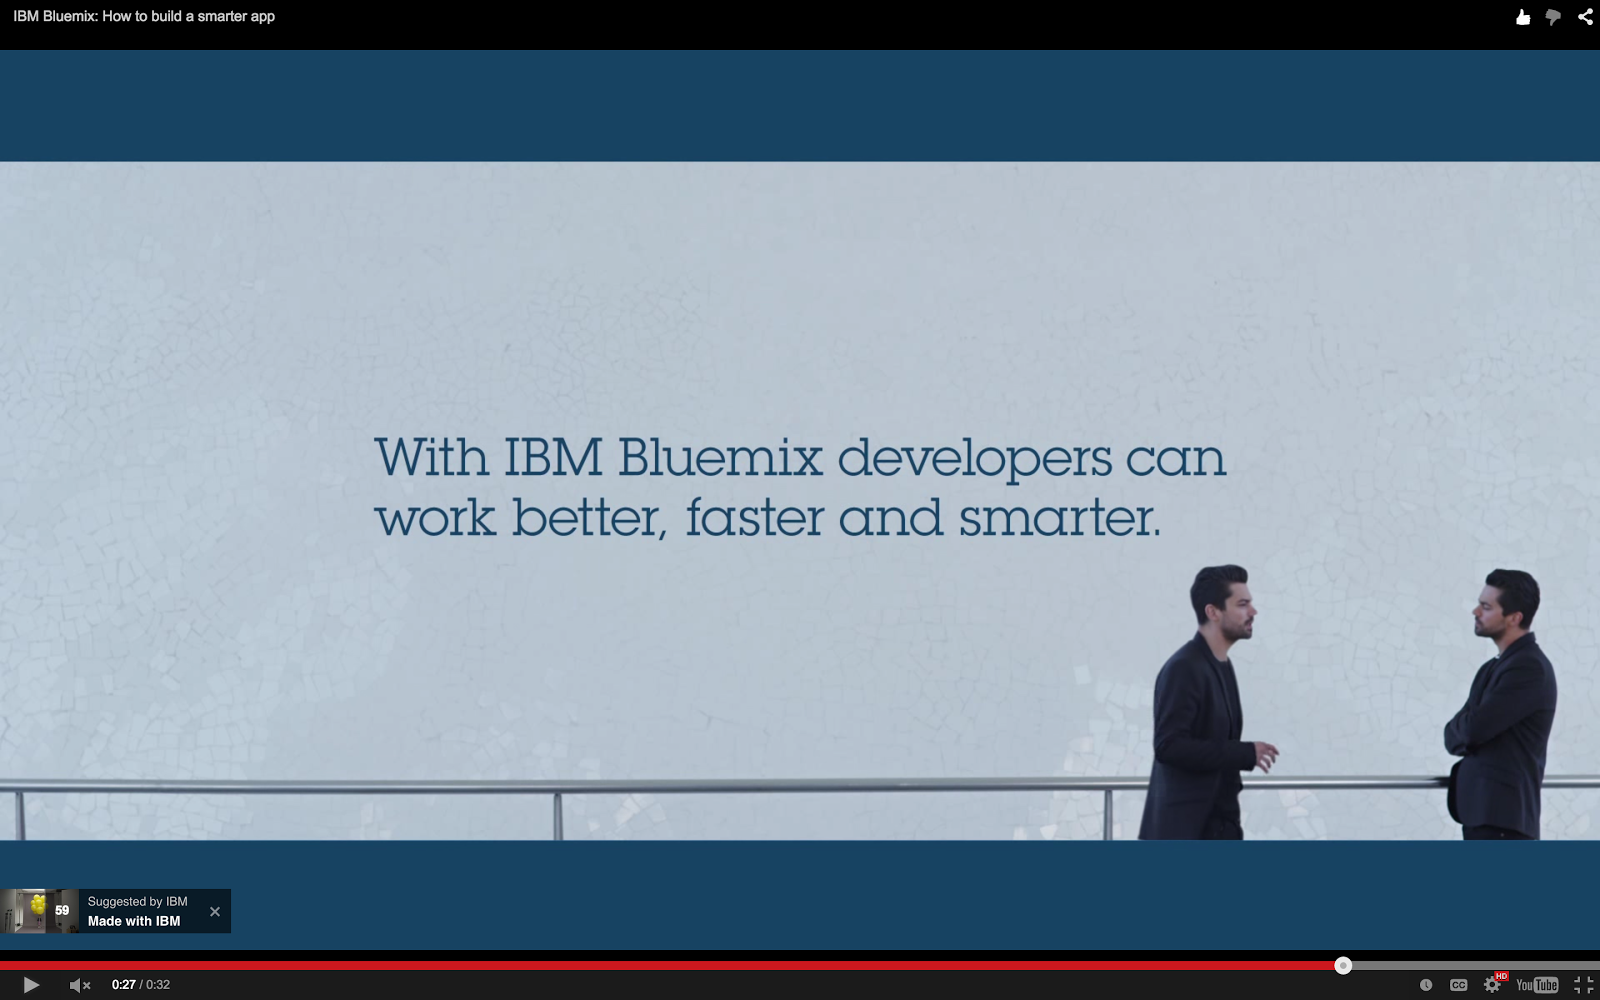 IBM Bluemix: How to build a smarter app
With IBM Bluemix developers can
work better, faster and smarter.
59
Suggested by IBM
Made with IBM
0:27 / 0:32
CC
HD
YouTube